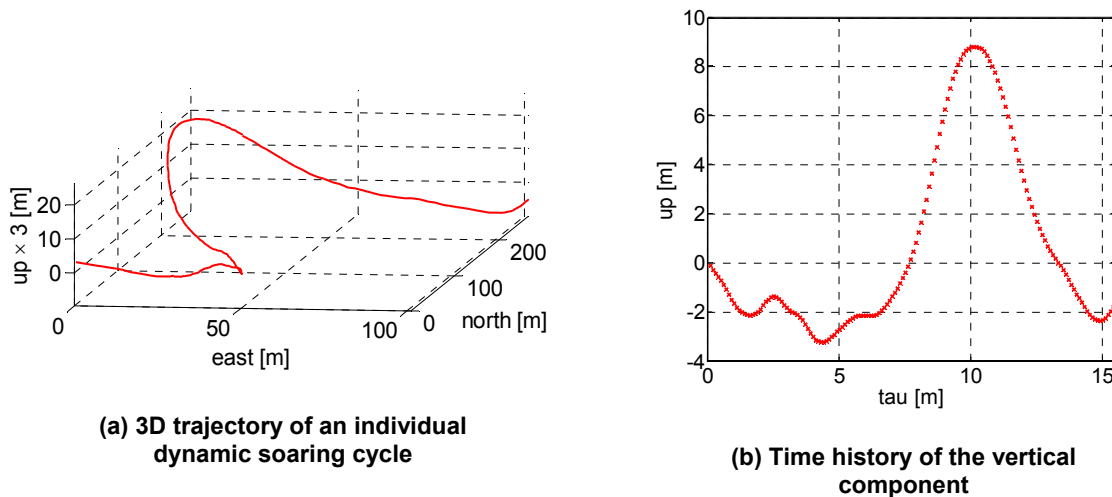 20
10
0
up × 3 [m]
0
50
100
east [m]
0
100
200
north [m]
(a) 3D trajectory of an individual
dynamic soaring cycle
10
8
6
4
2
0
-2
-4
up [m]
0
5
10
15
tau [m]
(b) Time history of the vertical
component